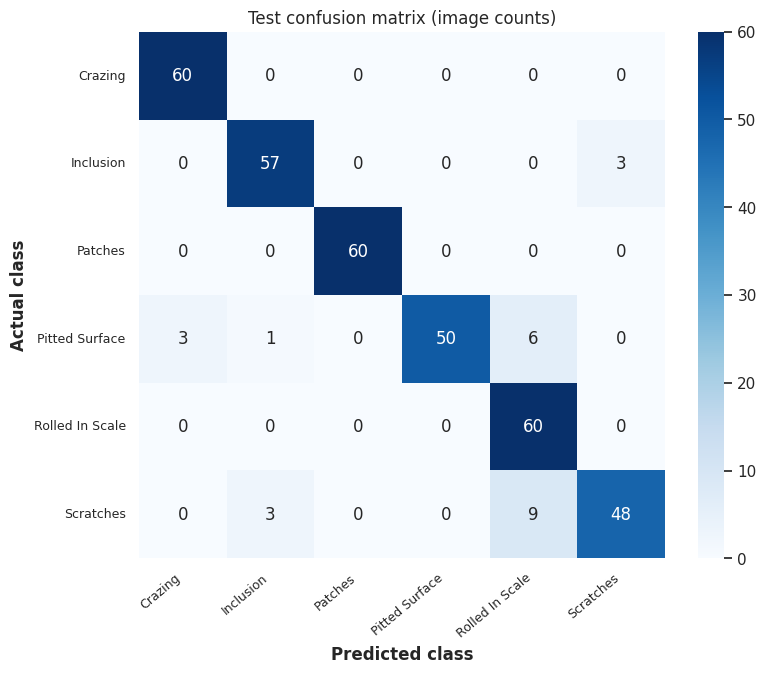 Test confusion matrix (image counts)
Crazing 60 0 0 0 0 0
Inclusion 0 57 0 0 0 3
Patches 0 0 60 0 0 0
Pitted Surface 3 1 0 50 6 0
Rolled In Scale 0 0 0 0 60 0
Scratches 0 3 0 0 9 48
Crazing Inclusion Patches Pitted Surface Rolled In Scale Scratches
Predicted class
Actual class
60
50
40
30
20
10
0